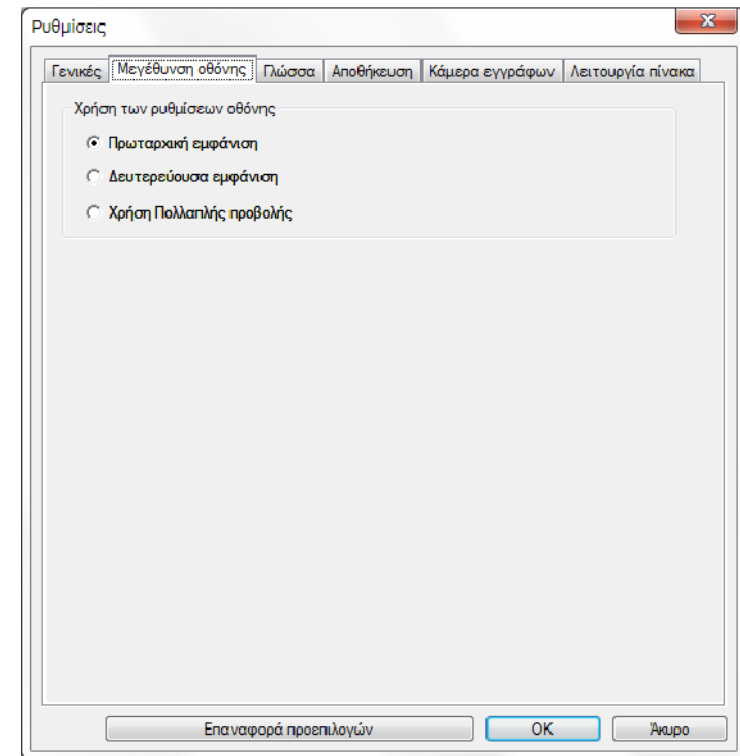 Ρυθμίσεις
Γενικές Μεγέθυνση οθόνης Γλώσσα Αποθήκευση Κάμερα εγγράφων Λειτουργία πίνακα
Χρήση των ρυθμίσεων οθόνης
Πρωταρχική εμφάνιση
Δευτερεύουσα εμφάνιση
Χρήση Πολλαπλής προβολής
Επαναφορά προεπιλογών OK Άκυρο